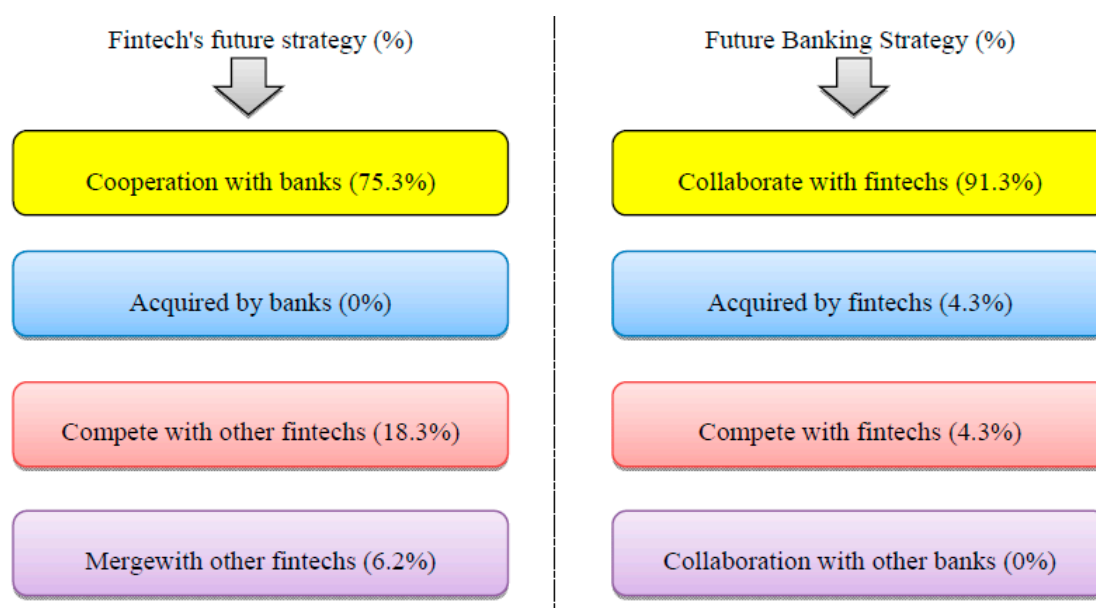 Fintech's future strategy (%)
Cooperation with banks (75.3%)
Acquired by banks (0%)
Compete with other fintechs (18.3%)
Mergewith other fintechs (6.2%)
Future Banking Strategy (%)
Collaborate with fintechs (91.3%)
Acquired by fintechs (4.3%)
Compete with fintechs (4.3%)
Collaboration with other banks (0%)